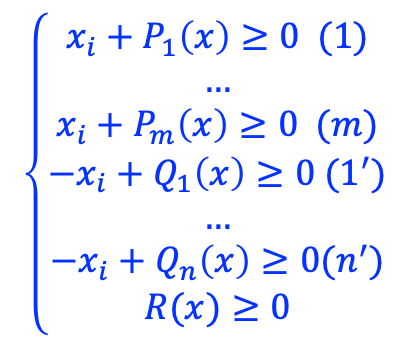 xᵢ + P₁(x) ≥ 0 (1)
...
xᵢ + Pₘ(x) ≥ 0 (m)
−xᵢ + Q₁(x) ≥ 0 (1′)
...
−xᵢ + Qₙ(x) ≥ 0(n′)
R(x) ≥ 0